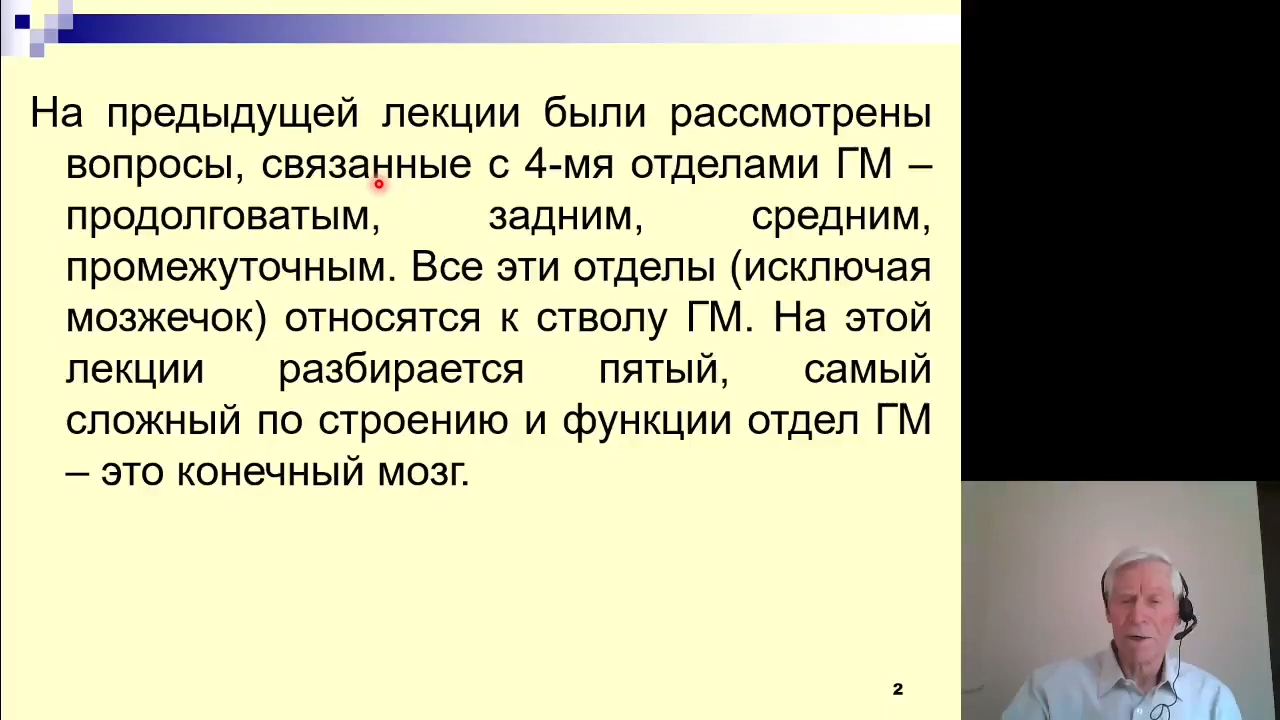 На предыдущей лекции были рассмотрены
вопросы, связанные с 4-мя отделами ГМ –
продолговатым, задним, средним,
промежуточным. Все эти отделы (исключая
мозжечок) относятся к стволу ГМ. На этой
лекции разбирается пятый, самый
сложный по строению и функции отдел ГМ
– это конечный мозг.
2